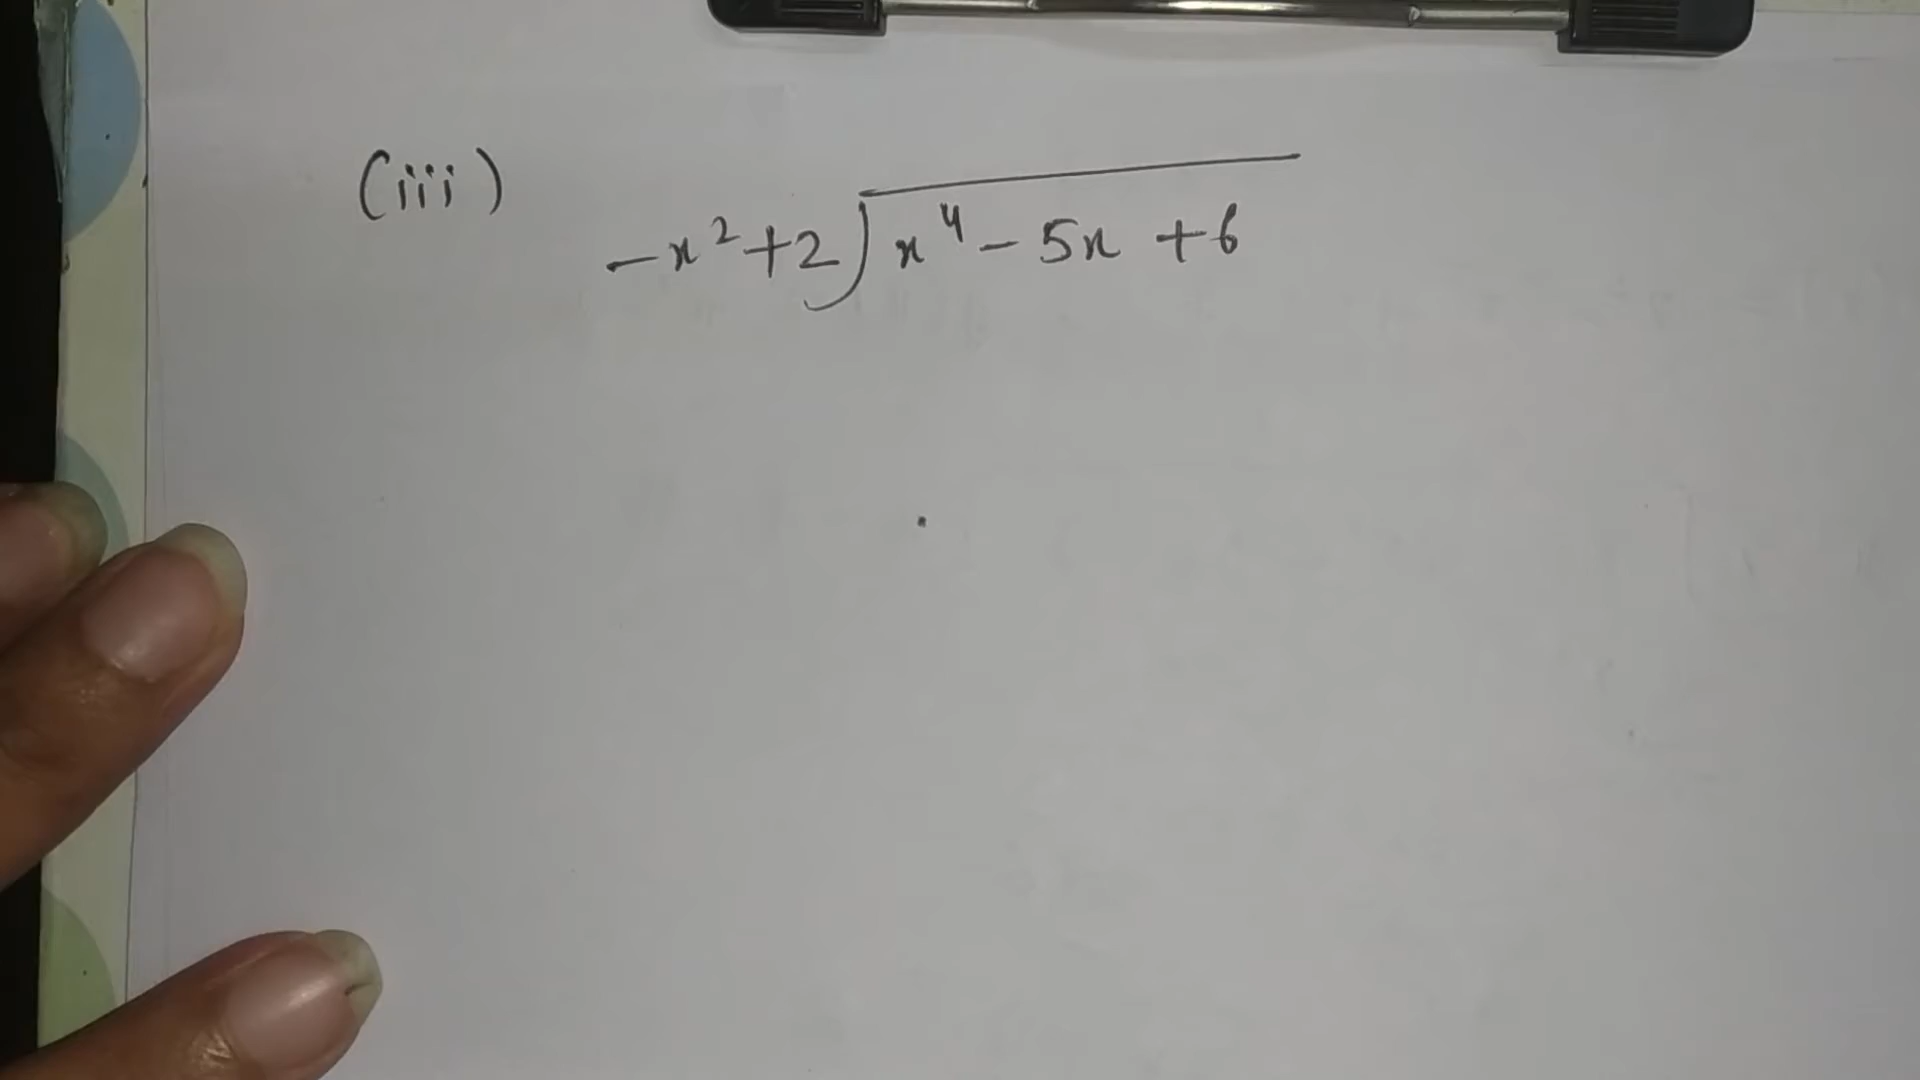 (iii)
-x²+2) x⁴ - 5x + 6